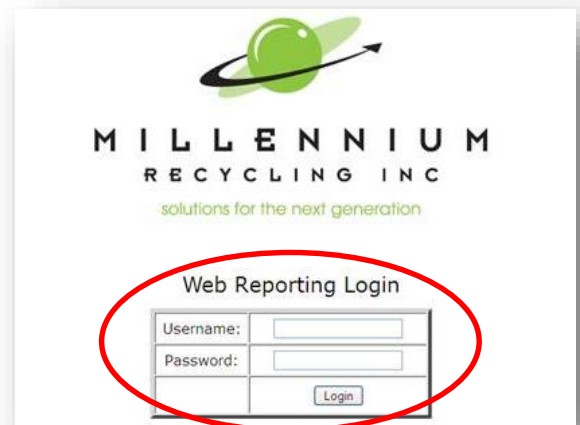 MILLENNIUM
RECYCLING INC
solutions for the next generation
Web Reporting Login
Username:
Password:
Login